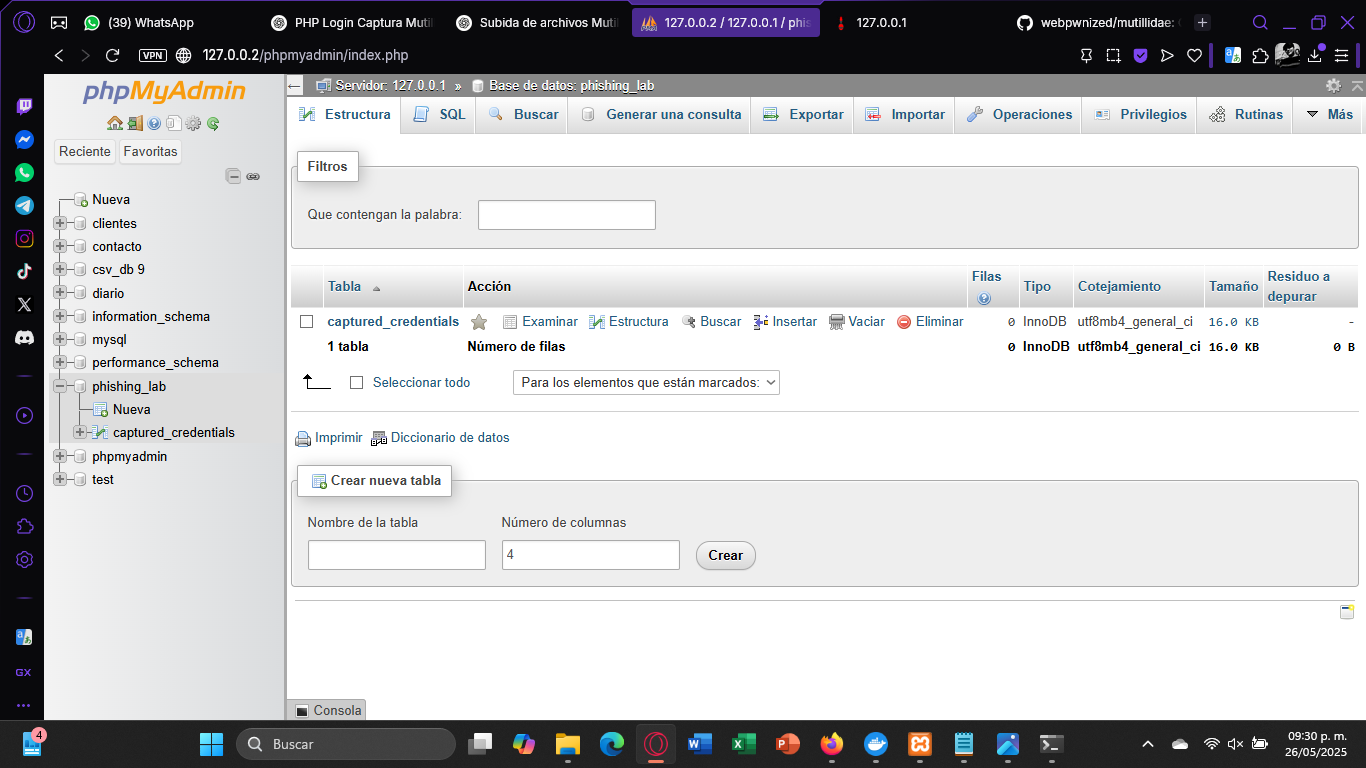 (39) WhatsApp
PHP Login Captura Mutil
Subida de archivos Mutil
127.0.0.2 / 127.0.0.1 / phis
127.0.0.1
webpwnized/mutillidae:
VPN
127.0.0.2/phpmyadmin/index.php
phpMyAdmin
Reciente
Favoritas
Nueva
clientes
contacto
csv_db 9
diario
information_schema
mysql
performance_schema
phishing_lab
Nueva
captured_credentials
phpmyadmin
test
Servidor: 127.0.0.1 » Base de datos: phishing_lab
Estructura
SQL
Buscar
Generar una consulta
Exportar
Importar
Operaciones
Privilegios
Rutinas
Más
Filtros
Que contengan la palabra:
Tabla Acción Filas Tipo Cotejamiento Tamaño Residuo a depurar
captured_credentials Examinar Estructura Buscar Insertar Vaciar Eliminar 0 InnoDB utf8mb4_general_ci 16.0 KB -
1 tabla Número de filas 0 InnoDB utf8mb4_general_ci 16.0 KB 0 B
Seleccionar todo
Para los elementos que están marcados:
Imprimir
Diccionario de datos
Crear nueva tabla
Nombre de la tabla
Número de columnas
4
Crear
Consola
GX
4
Buscar
09:30 p. m.
26/05/2025